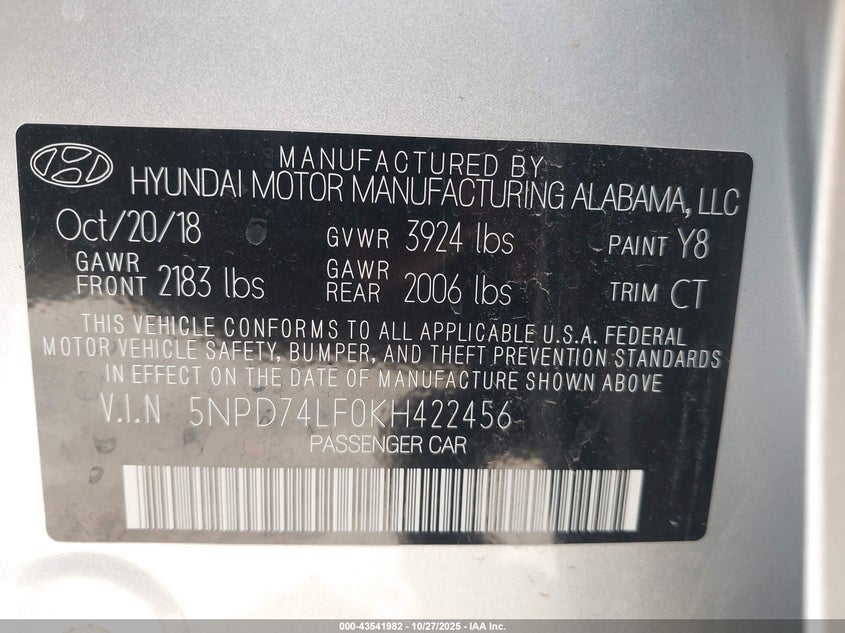 MANUFACTURED BY
HYUNDAI MOTOR MANUFACTURING ALABAMA, LLC
Oct/20/18 GVWR 3924 lbs PAINT Y8
GAWR FRONT 2183 lbs GAWR REAR 2006 lbs TRIM CT
THIS VEHICLE CONFORMS TO ALL APPLICABLE U.S.A. FEDERAL
MOTOR VEHICLE SAFETY, BUMPER, AND THEFT PREVENTION STANDARDS
IN EFFECT ON THE DATE OF MANUFACTURE SHOWN ABOVE
V.I.N 5NPD74LF0KH422456
PASSENGER CAR
000-43541982 - 10/27/2025 - IAA Inc.